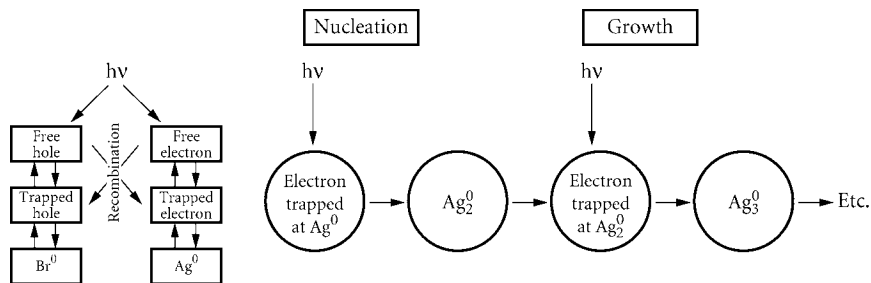 Nucleation
Growth
hν
hν
hν
Free
hole
Recombination
Free
electron
Trapped
hole
Trapped
electron
Br⁰
Ag⁰
Electron
trapped
at Ag⁰
Ag₂⁰
Electron
trapped
at Ag₂⁰
Ag₃⁰
Etc.